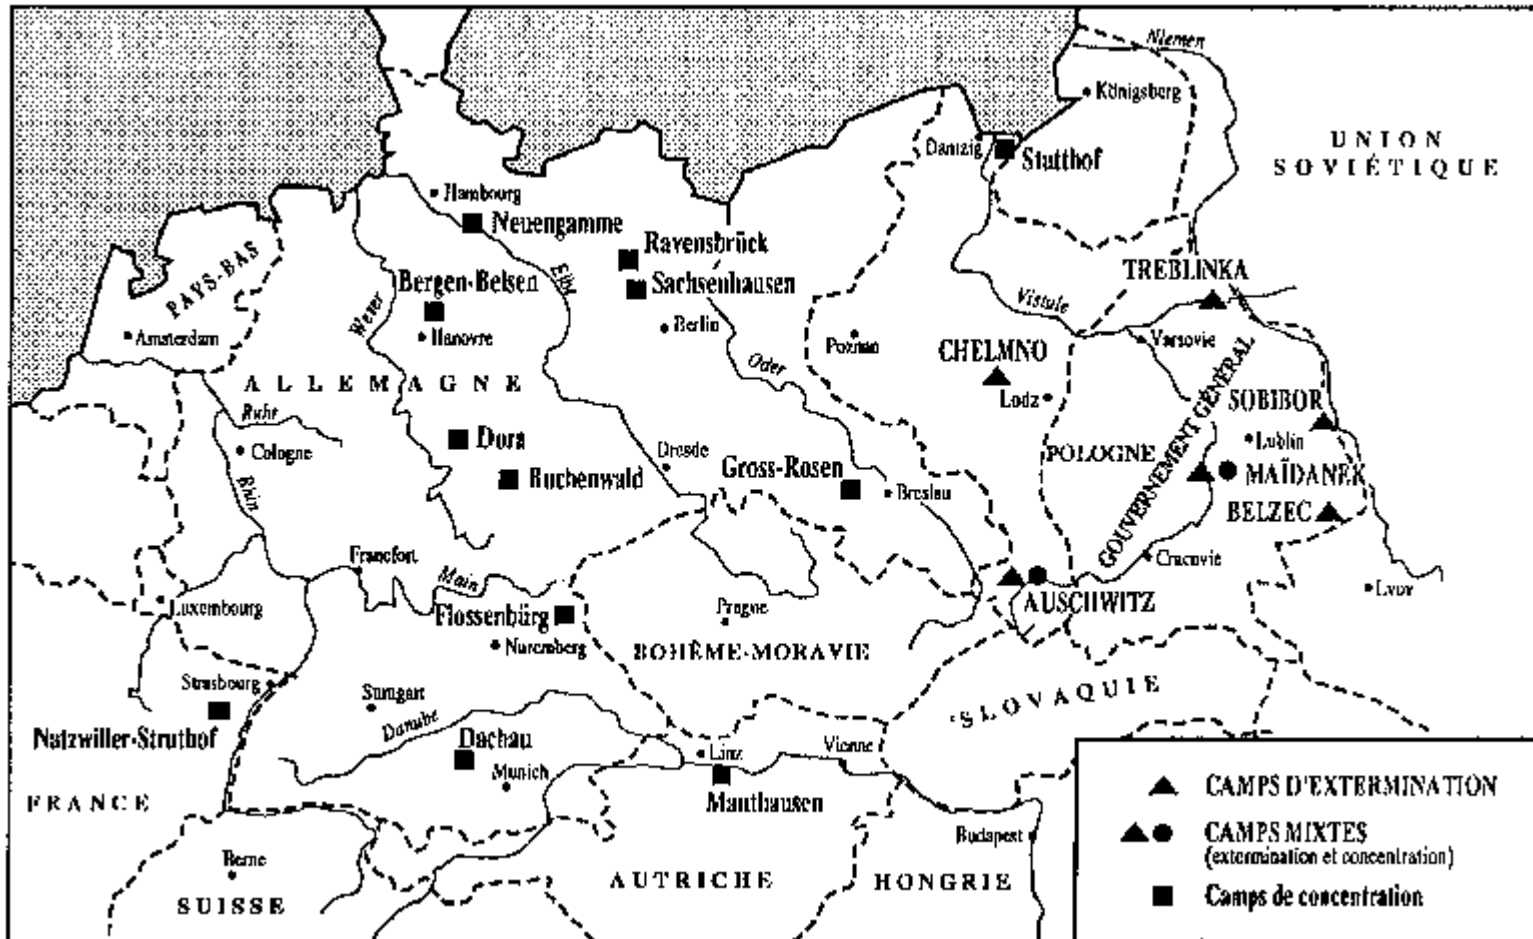 Niemen
Königsberg
UNION
SOVIÉTIQUE
Dantzig
Statthof
Hambourg
Neuengamme
Ravensbrück
Sachsenhausen
Elbe
PAYS-BAS
Bergen-Belsen
Weser
TREBLINKA
Vistule
Amsterdam
Hanovre
Berlin
Poznan
Varsovie
CHELMNO
Oder
ALLEMAGNE
Lodz
SOBIBOR
Ruhr
Cologne
Dora
Dresde
Gross-Rosen
POLOGNE
GOUVERNEMENT GÉNÉRAL
Lublin
MAÏDANEK
Rhin
Buchenwald
Breslau
BELZEC
Francfort
Main
Cracovie
Luxembourg
Flossenbürg
Prague
AUSCHWITZ
Lvov
Nuremberg
BOHÊME-MORAVIE
Strasbourg
Stuttgart
SLOVAQUIE
Natzwiller-Struthof
Danube
Dachau
Linz
Vienne
Munich
Mauthausen
FRANCE
Budapest
Berne
SUISSE
AUTRICHE
HONGRIE
CAMPS D'EXTERMINATION
CAMPS MIXTES
(extermination et concentration)
Camps de concentration